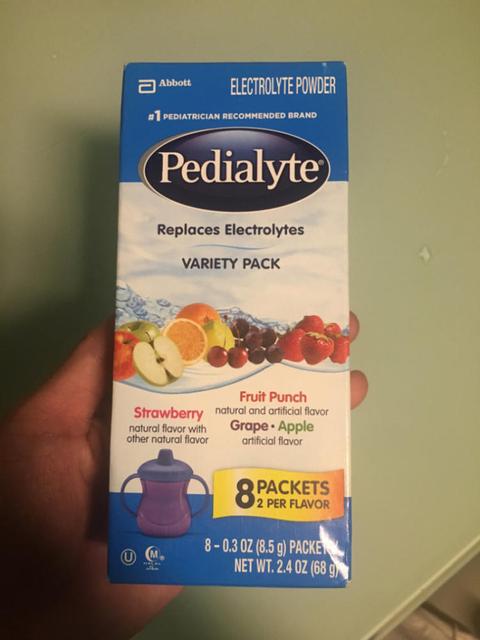 Abbott
ELECTROLYTE POWDER
#1 PEDIATRICIAN RECOMMENDED BRAND
Pedialyte®
Replaces Electrolytes
VARIETY PACK
Strawberry
natural flavor with
other natural flavor
Fruit Punch
natural and artificial flavor
Grape • Apple
artificial flavor
8 PACKETS
2 PER FLAVOR
8 – 0.3 OZ (8.5 g) PACKETS
NET WT. 2.4 OZ (68 g)
U
M